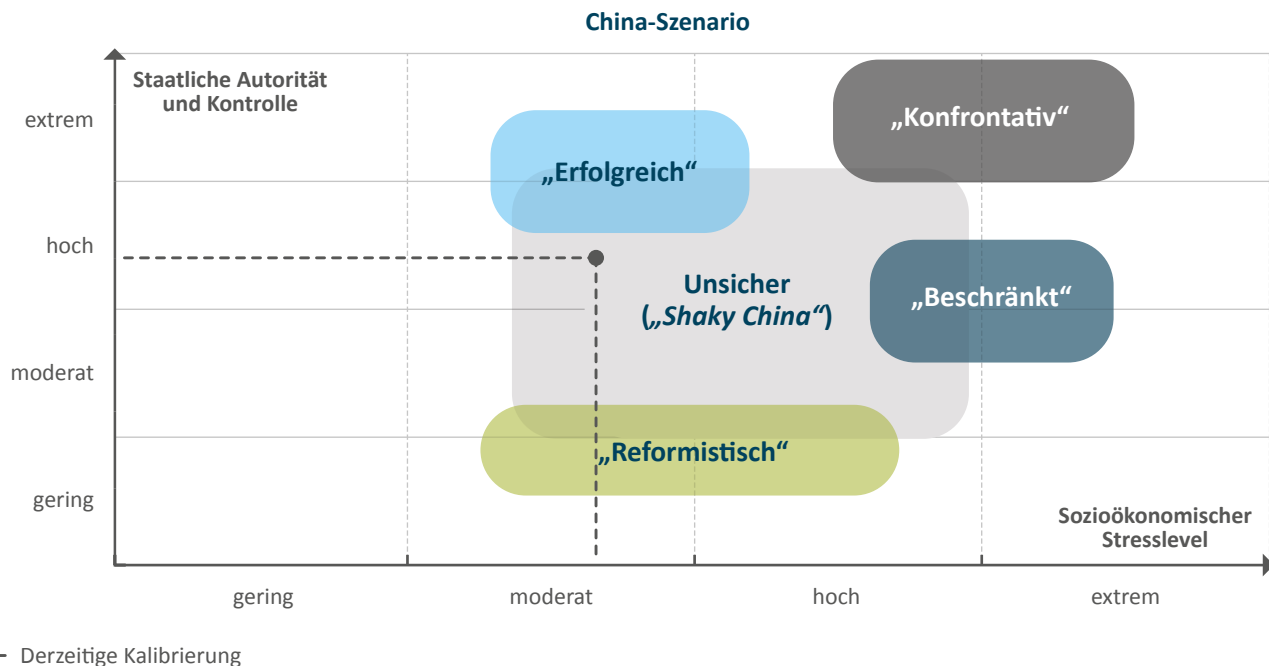 China-Szenario
Staatliche Autorität
und Kontrolle
extrem
hoch
moderat
gering
„Konfrontativ“
„Erfolgreich“
Unsicher
(„Shaky China“)
„Beschränkt“
„Reformistisch“
Sozioökonomischer
Stresslevel
gering
moderat
hoch
extrem
Derzeitige Kalibrierung